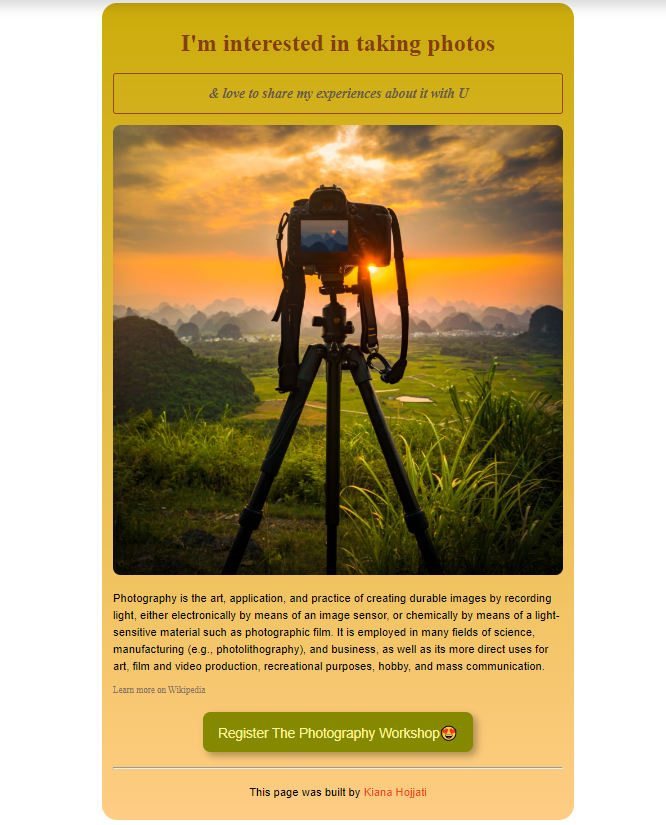 I'm interested in taking photos
& love to share my experiences about it with U
Photography is the art, application, and practice of creating durable images by recording
light, either electronically by means of an image sensor, or chemically by means of a light-
sensitive material such as photographic film. It is employed in many fields of science,
manufacturing (e.g., photolithography), and business, as well as its more direct uses for
art, film and video production, recreational purposes, hobby, and mass communication.
Learn more on Wikipedia
Register The Photography Workshop😍
This page was built by Kiana Hojjati